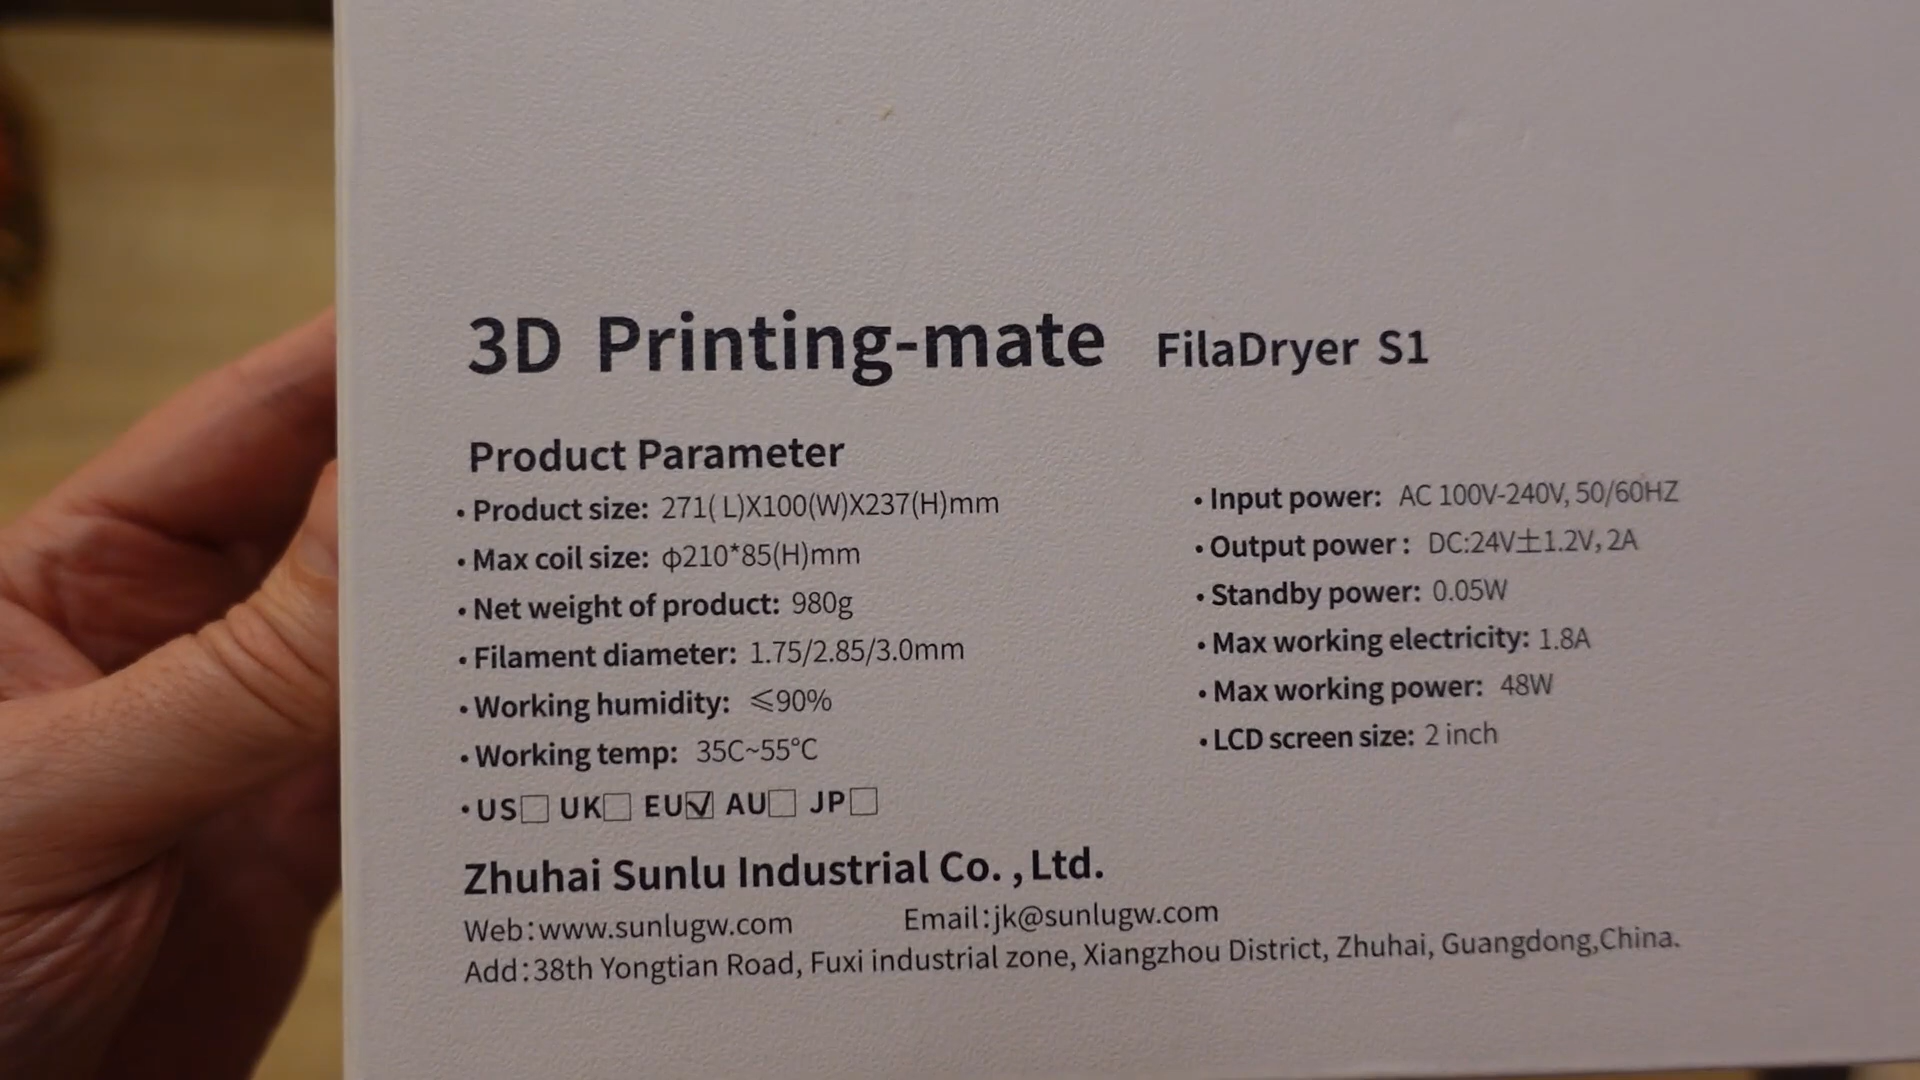 3D Printing-mate FilaDryer S1
Product Parameter
• Product size: 271( L)X100(W)X237(H)mm
• Max coil size: φ210*85(H)mm
• Net weight of product: 980g
• Filament diameter: 1.75/2.85/3.0mm
• Working humidity: ≤90%
• Working temp: 35C~55°C
• US☐ UK☐ EU☑ AU☐ JP☐
• Input power: AC 100V-240V, 50/60HZ
• Output power : DC:24V±1.2V, 2A
• Standby power: 0.05W
• Max working electricity: 1.8A
• Max working power: 48W
• LCD screen size: 2 inch
Zhuhai Sunlu Industrial Co. , Ltd.
Web:www.sunlugw.com Email:jk@sunlugw.com
Add:38th Yongtian Road, Fuxi industrial zone, Xiangzhou District, Zhuhai, Guangdong,China.